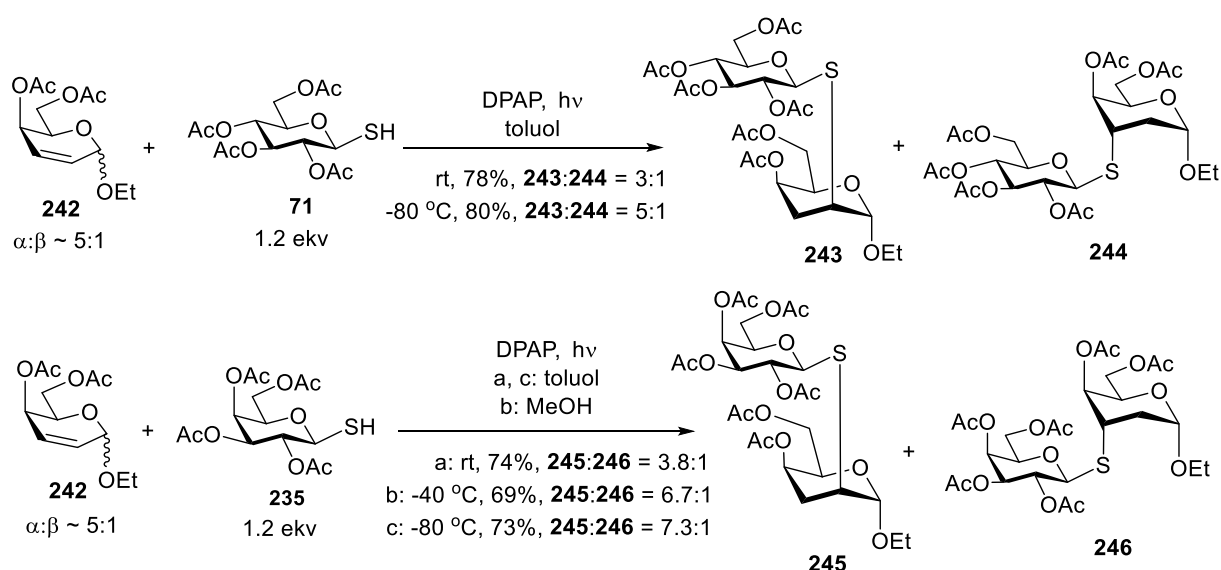 OAc
OAc
O
OEt
242
α:β ~ 5:1
+
OAc
AcO
AcO
O
SH
OAc
71
1.2 ekv
DPAP, hν
toluol
rt, 78%, 243:244 = 3:1
-80 °C, 80%, 243:244 = 5:1
OAc
AcO
AcO
O
S
OAc
AcO
AcO
O
OEt
243
+
AcO
OAc
O
OEt
OAc
AcO
AcO
O
S
OAc
244
OAc
OAc
O
OEt
242
α:β ~ 5:1
+
OAc
OAc
AcO
O
SH
OAc
235
1.2 ekv
DPAP, hν
a, c: toluol
b: MeOH
a: rt, 74%, 245:246 = 3.8:1
b: -40 °C, 69%, 245:246 = 6.7:1
c: -80 °C, 73%, 245:246 = 7.3:1
OAc
OAc
AcO
O
S
OAc
AcO
AcO
O
OEt
245
+
AcO
OAc
O
OEt
AcO
OAc
AcO
O
S
OAc
246